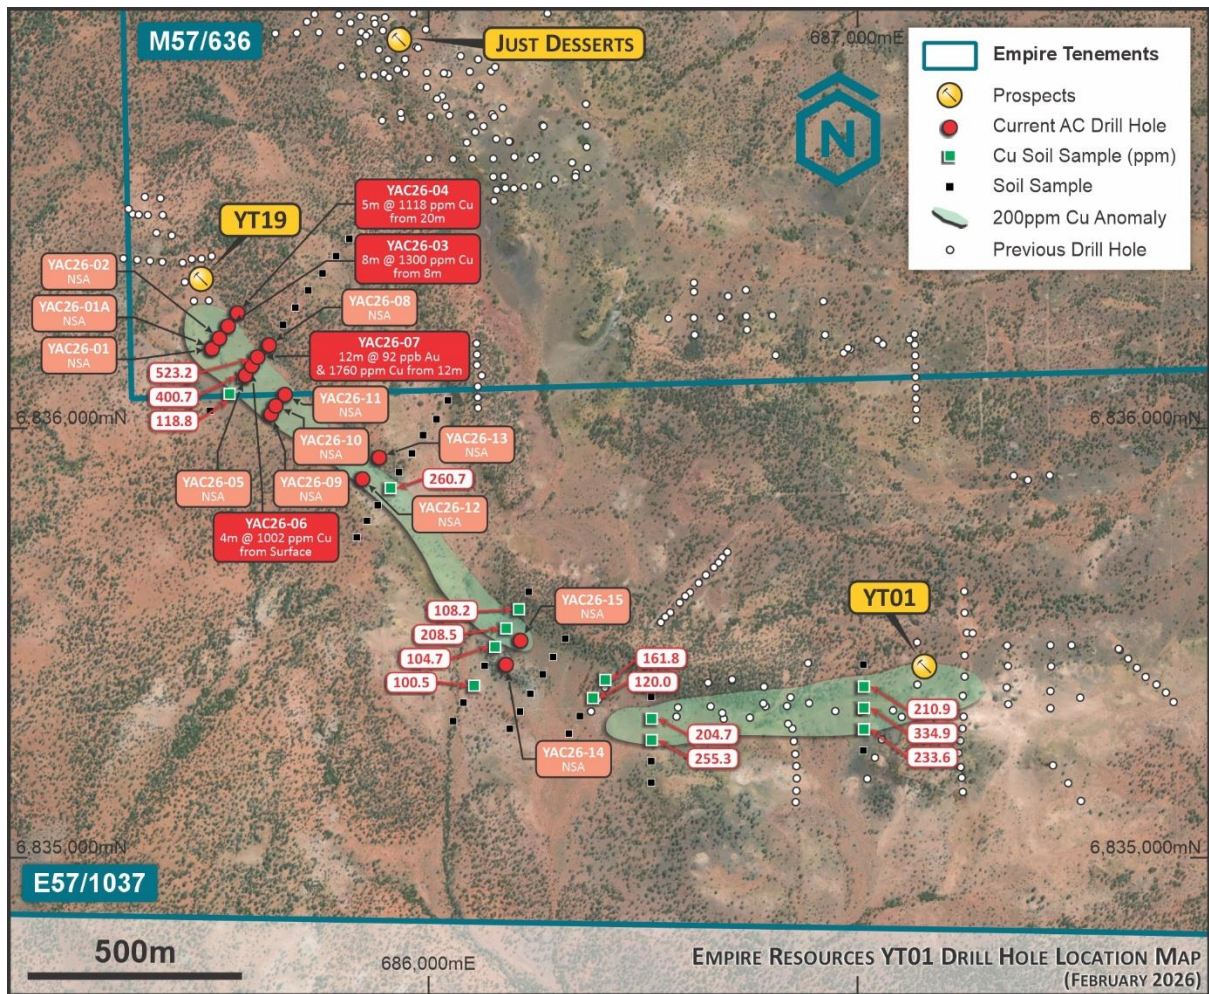 M57/636
JUST DESSERTS
687,000mE
N
Empire Tenements
Prospects
Current AC Drill Hole
Cu Soil Sample (ppm)
Soil Sample
200ppm Cu Anomaly
Previous Drill Hole
YT19
YAC26-04
5m @ 1118 ppm Cu
from 20m
YAC26-03
8m @ 1300 ppm Cu
from 8m
YAC26-02
NSA
YAC26-01A
NSA
YAC26-01
NSA
YAC26-08
NSA
YAC26-07
12m @ 92 ppb Au
& 1760 ppm Cu from 12m
523.2
400.7
118.8
6,836,000mN
6,836,000mN
YAC26-11
NSA
YAC26-10
NSA
YAC26-13
NSA
YAC26-05
NSA
YAC26-09
NSA
260.7
YAC26-12
NSA
YAC26-06
4m @ 1002 ppm Cu
from Surface
YT01
108.2
YAC26-15
NSA
208.5
104.7
100.5
161.8
120.0
210.9
334.9
233.6
204.7
255.3
YAC26-14
NSA
6,835,000mN
6,835,000mN
E57/1037
500m
686,000mE
EMPIRE RESOURCES YT01 DRILL HOLE LOCATION MAP
(FEBRUARY 2026)